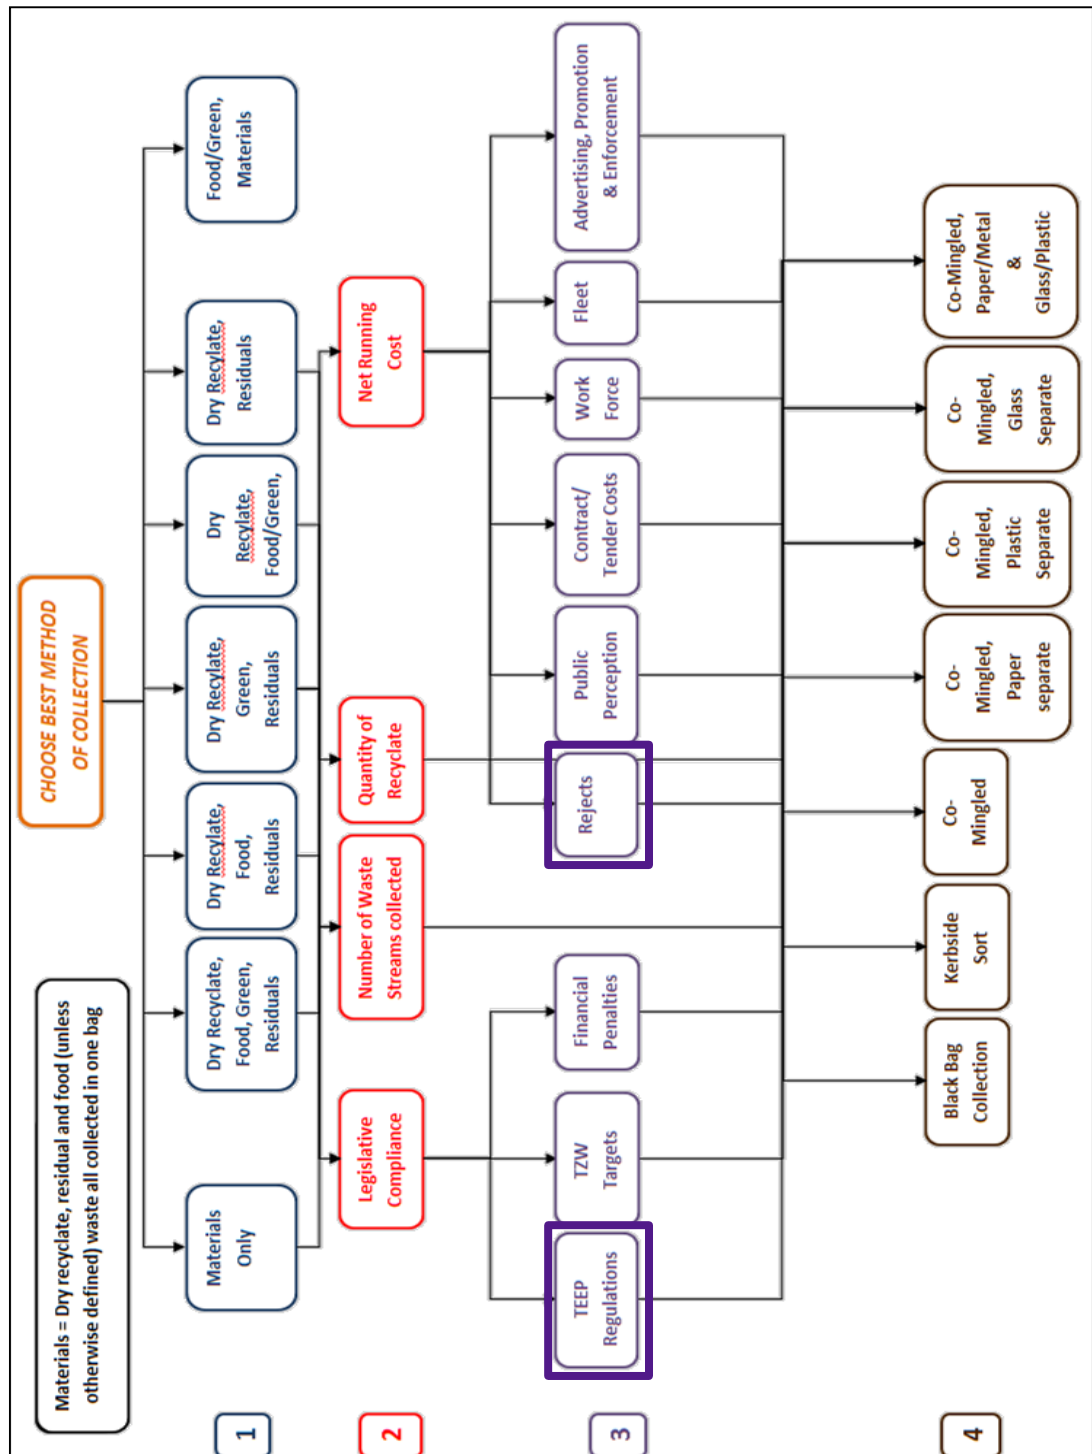 CHOOSE BEST METHOD
OF COLLECTION
Materials = Dry recyclate, residual and food (unless
otherwise defined) waste all collected in one bag
1
Materials
Only
Dry Recyclate,
Food, Green,
Residuals
Dry Recylate,
Food,
Residuals
Dry Recylate,
Green,
Residuals
Dry
Recylate,
Food/Green,
Dry Recylate,
Residuals
Food/Green,
Materials
2
Legislative
Compliance
Number of Waste
Streams collected
Quantity of
Recyclate
Net Running
Cost
3
TEEP
Regulations
TZW
Targets
Financial
Penalties
Rejects
Public
Perception
Contract/
Tender Costs
Work
Force
Fleet
Advertising, Promotion
& Enforcement
4
Black Bag
Collection
Kerbside
Sort
Co-
Mingled
Co-
Mingled,
Paper
separate
Co-
Mingled,
Plastic
Separate
Co-
Mingled,
Glass
Separate
Co-Mingled,
Paper/Metal
&
Glass/Plastic